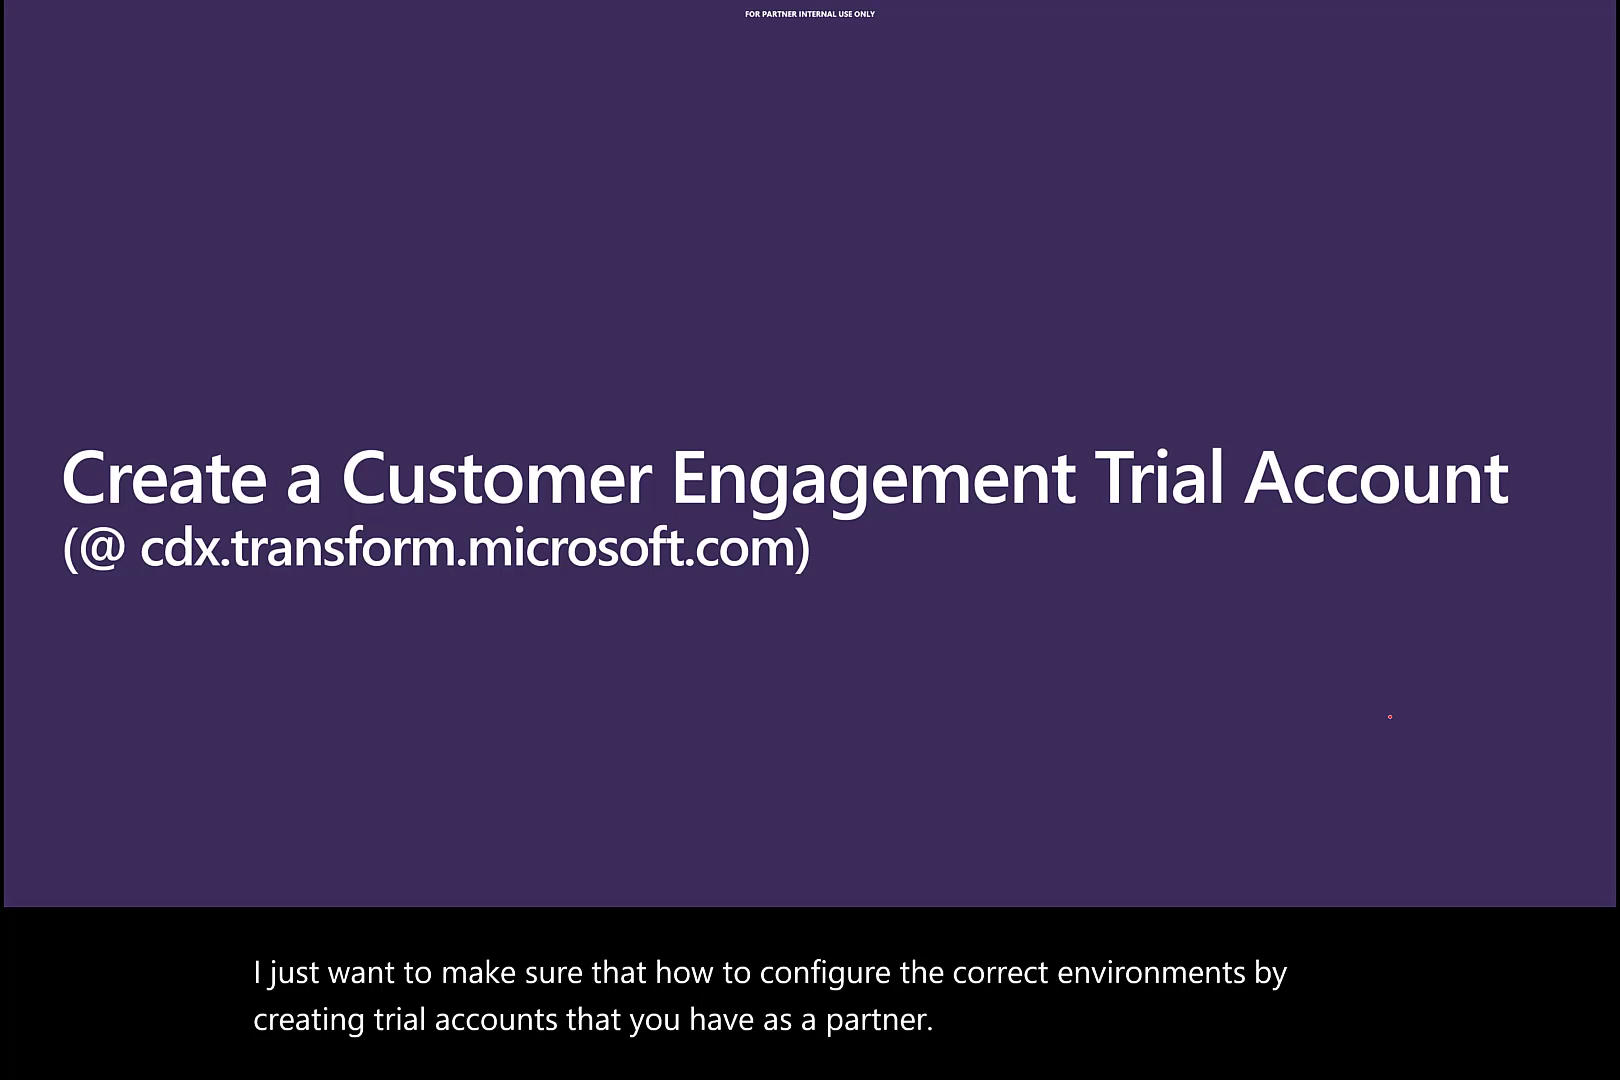 FOR PARTNER INTERNAL USE ONLY
Create a Customer Engagement Trial Account
(@ cdx.transform.microsoft.com)
I just want to make sure that how to configure the correct environments by
creating trial accounts that you have as a partner.